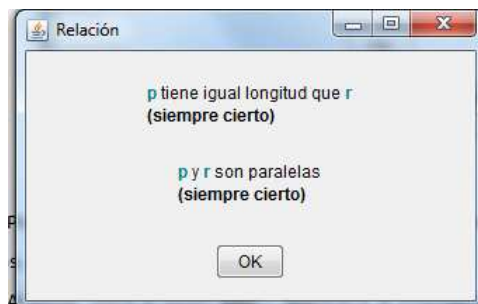 Relación
p tiene igual longitud que r
(siempre cierto)
p y r son paralelas
(siempre cierto)
OK